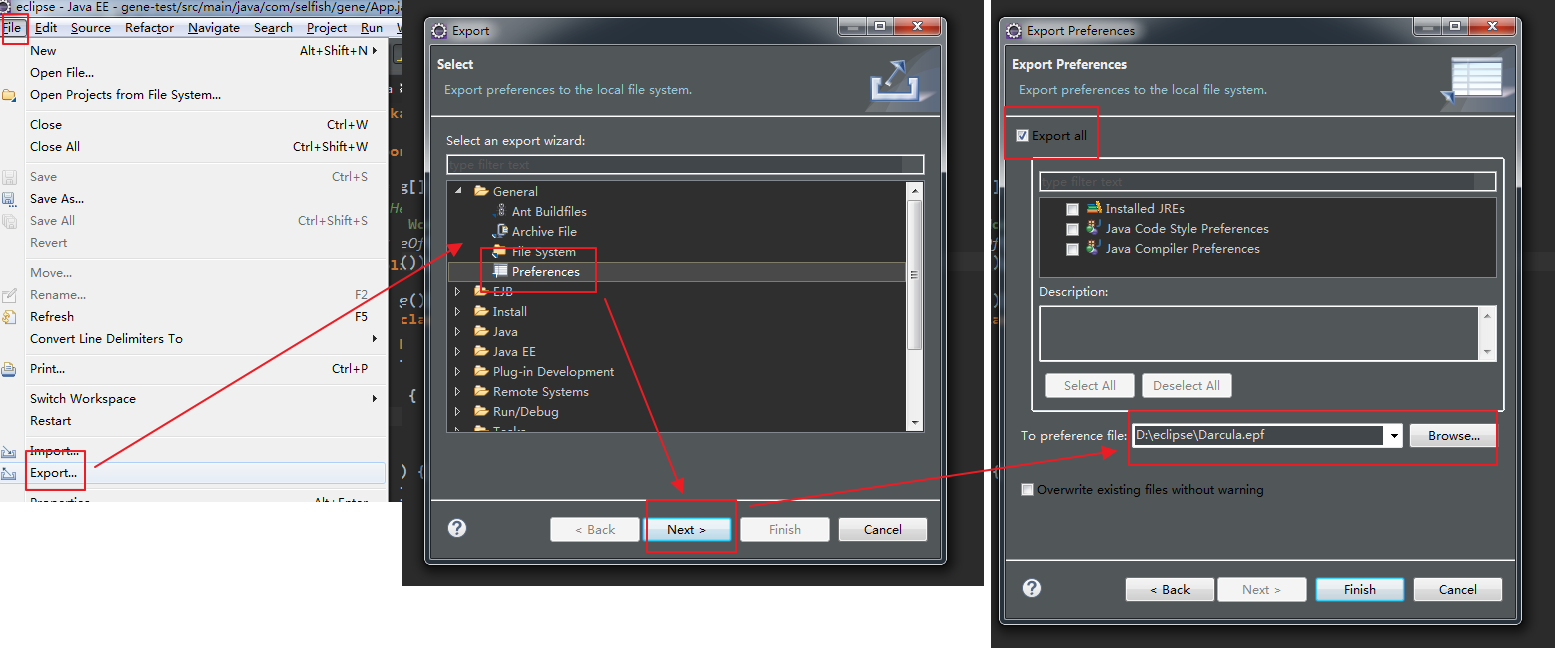 eclipse - Java EE - gene-test/src/main/java/com/selfish/gene/App.ja
File Edit Source Refactor Navigate Search Project Run
New Alt+Shift+N
Open File...
Open Projects from File System...
Close Ctrl+W
Close All Ctrl+Shift+W
Save Ctrl+S
Save As...
Save All Ctrl+Shift+S
Revert
Move...
Rename... F2
Refresh F5
Convert Line Delimiters To
Print... Ctrl+P
Switch Workspace
Restart
Import...
Export...
Properties Alt+Enter
Export
Select
Export preferences to the local file system.
Select an export wizard:
type filter text
General
Ant Buildfiles
Archive File
File System
Preferences
EJB
Install
Java
Java EE
Plug-in Development
Remote Systems
Run/Debug
Tasks
< Back Next > Finish Cancel
Export Preferences
Export Preferences
Export preferences to the local file system.
Export all
type filter text
Installed JREs
Java Code Style Preferences
Java Compiler Preferences
Description:
Select All Deselect All
To preference file: D:\eclipse\Darcula.epf Browse...
Overwrite existing files without warning
< Back Next > Finish Cancel